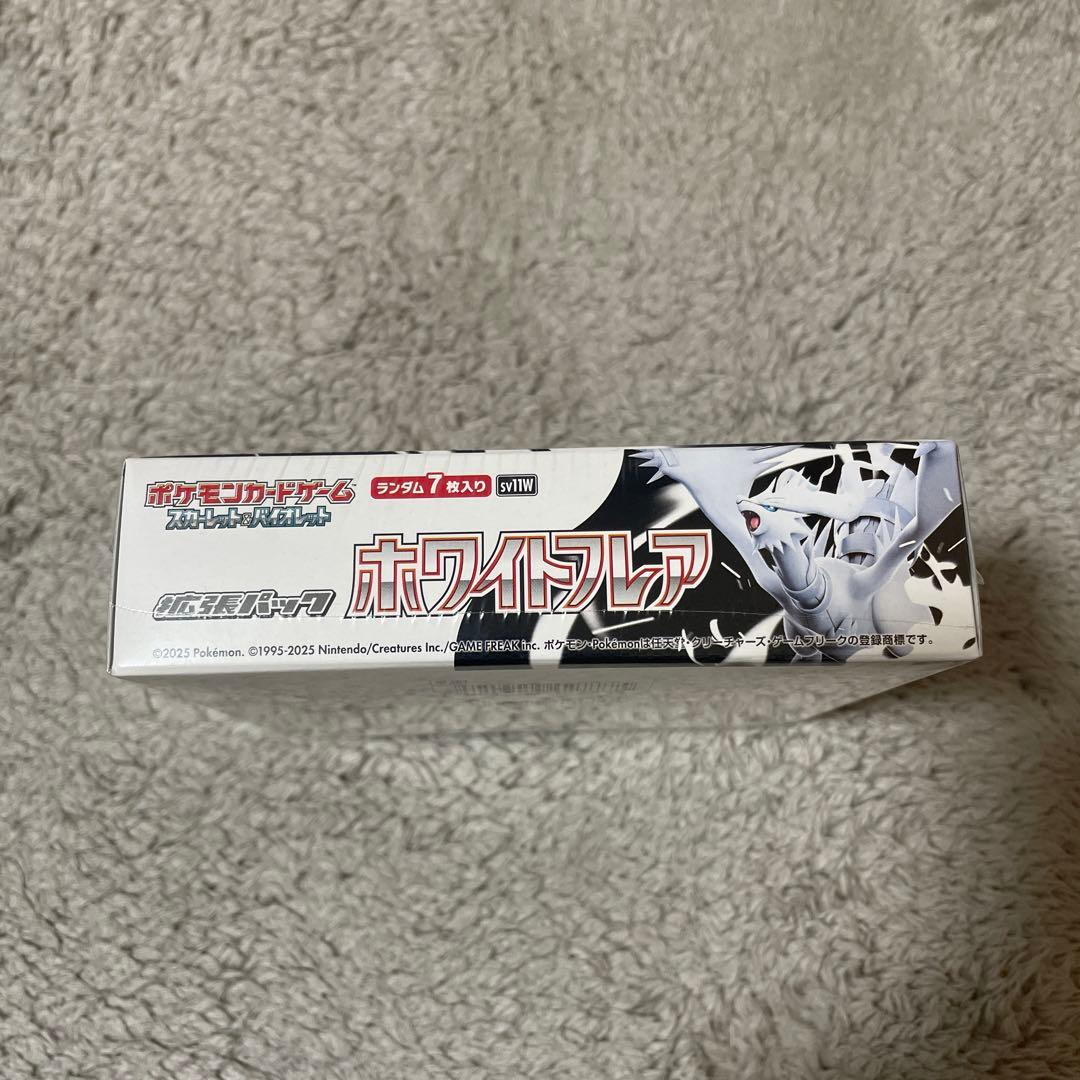 ポケモンカードゲーム
スカーレット&バイオレット
ランダム7枚入り
sv11W
拡張パック
ホワイトフレア
©2025 Pokémon. ©1995-2025 Nintendo/Creatures Inc./GAME FREAK inc. ポケモン・Pokémonは任天堂・クリーチャーズ・ゲームフリークの登録商標です。